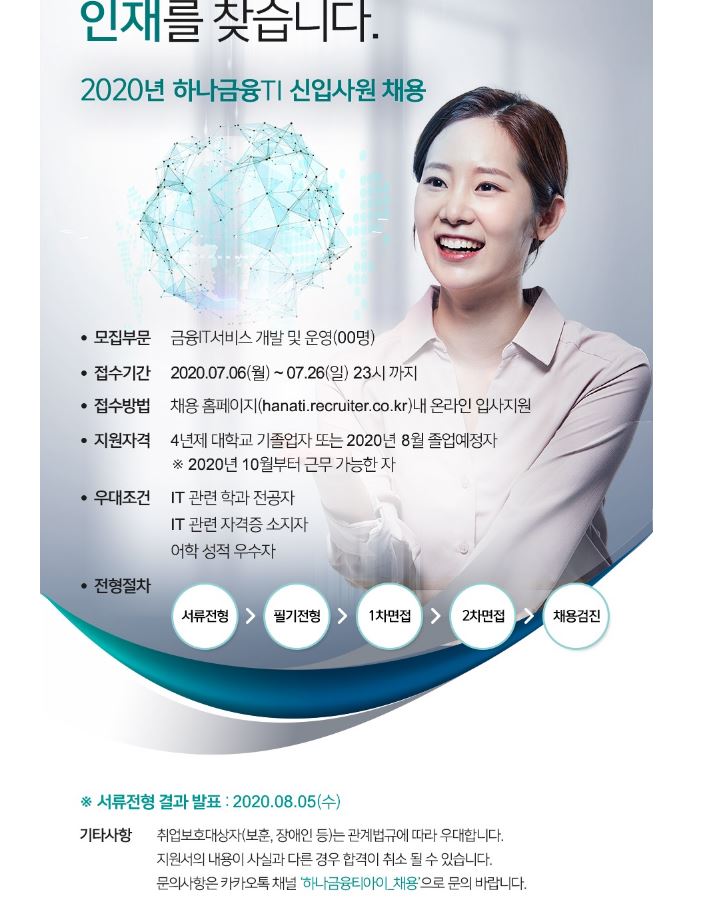 인재를 찾습니다.
2020년 하나금융TI 신입사원 채용
• 모집부문 금융IT서비스 개발 및 운영(00명)
• 접수기간 2020.07.06(월) ~ 07.26(일) 23시 까지
• 접수방법 채용 홈페이지(hanati.recruiter.co.kr)내 온라인 입사지원
• 지원자격 4년제 대학교 기졸업자 또는 2020년 8월 졸업예정자
※ 2020년 10월부터 근무 가능한 자
• 우대조건 IT 관련 학과 전공자
IT 관련 자격증 소지자
어학 성적 우수자
• 전형절차
서류전형 > 필기전형 > 1차면접 > 2차면접 > 채용검진
※ 서류전형 결과 발표 : 2020.08.05(수)
기타사항 취업보호대상자(보훈, 장애인 등)는 관계법규에 따라 우대합니다.
지원서의 내용이 사실과 다른 경우 합격이 취소 될 수 있습니다.
문의사항은 카카오톡 채널 '하나금융티아이_채용'으로 문의 바랍니다.